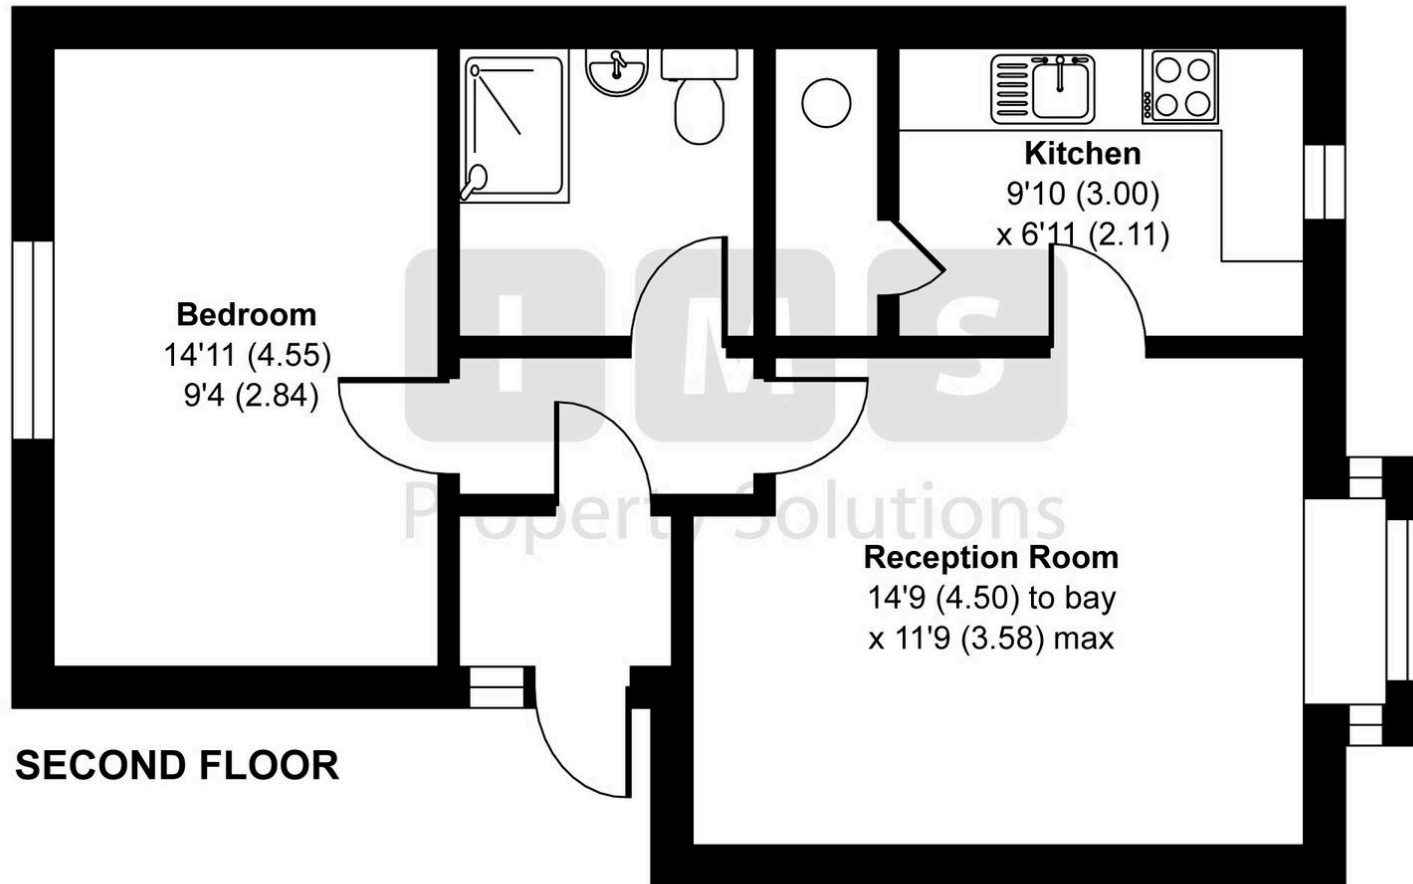 Kitchen
9'10 (3.00)
x 6'11 (2.11)
Bedroom
14'11 (4.55)
9'4 (2.84)
I M S
Property Solutions
Reception Room
14'9 (4.50) to bay
x 11'9 (3.58) max
SECOND FLOOR